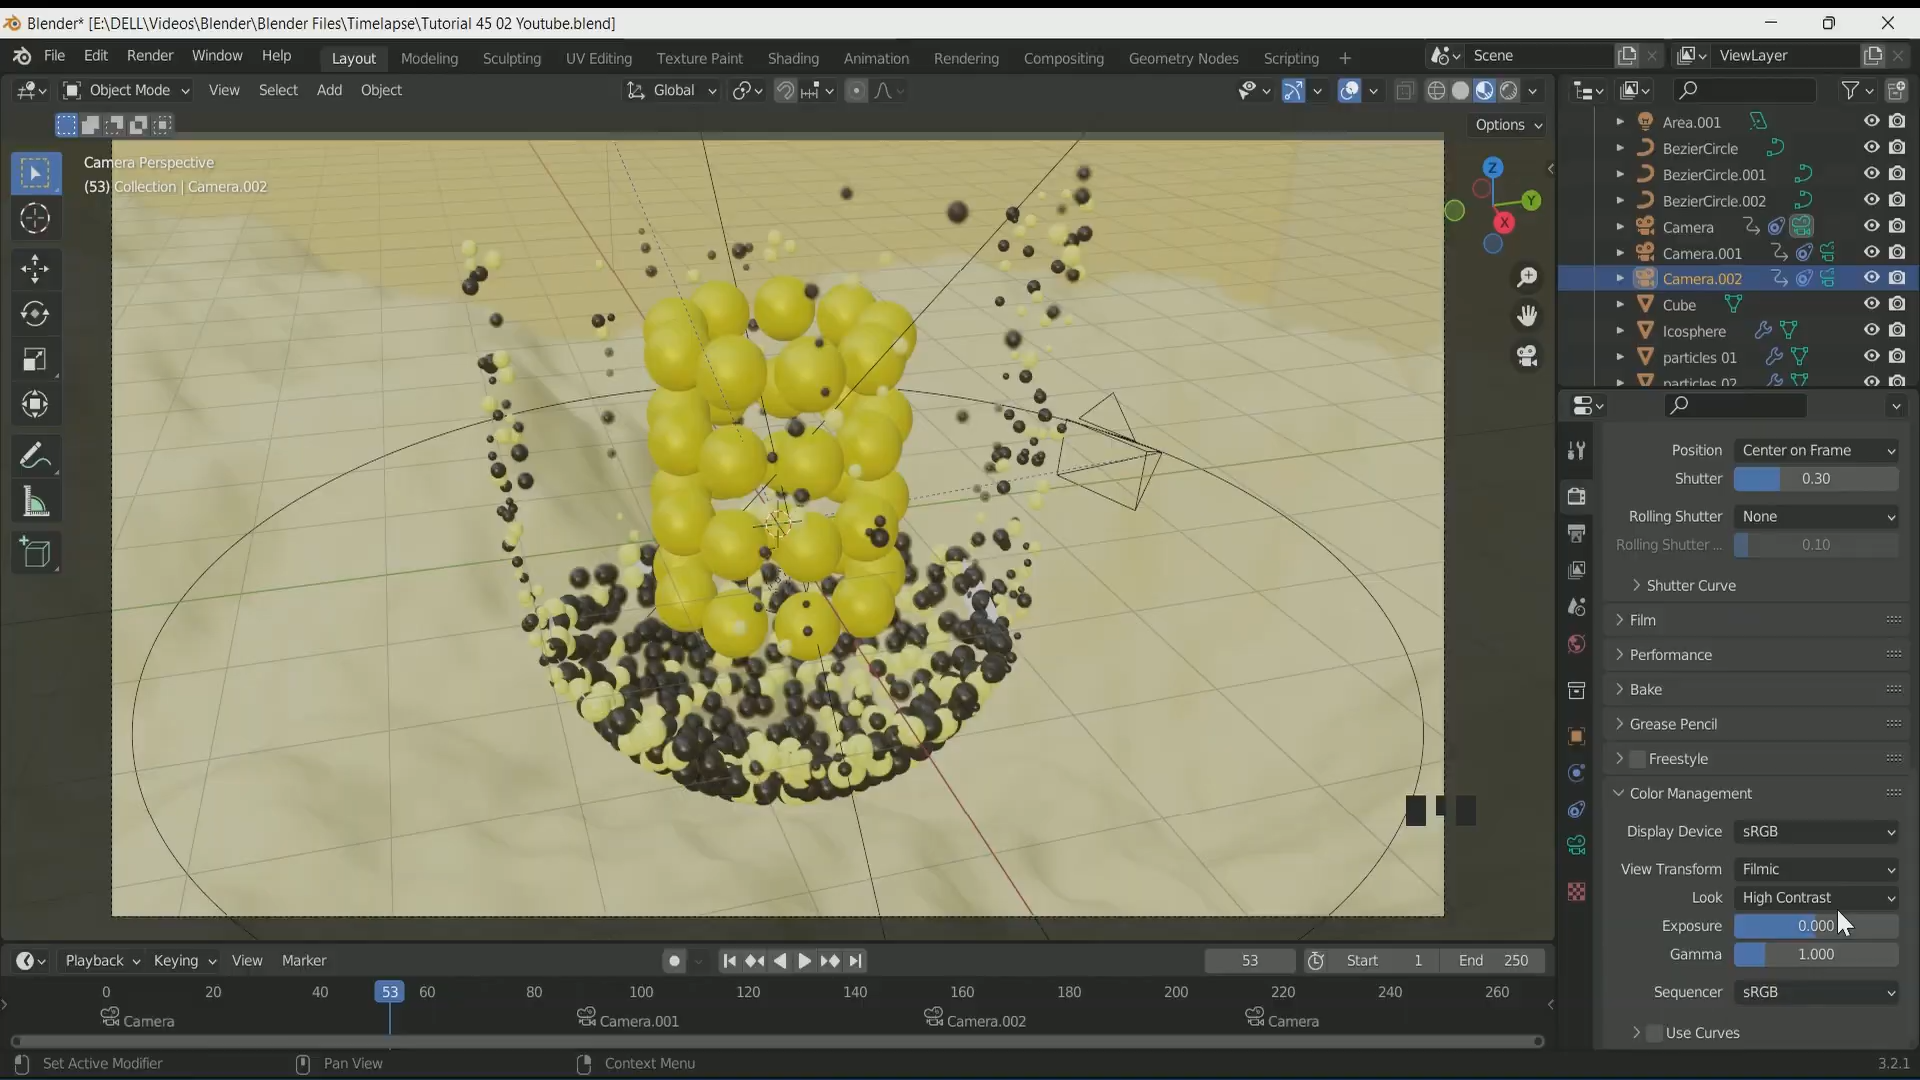 Blender* [E:\DELL\Videos\Blender\Blender Files\Timelapse\Tutorial 45 02 Youtube.blend]
File Edit Render Window Help Layout Modeling Sculpting UV Editing Texture Paint Shading Animation Rendering Compositing Geometry Nodes Scripting + Scene ViewLayer
Object Mode View Select Add Object Global
Options
Camera Perspective
(53) Collection | Camera.002
Z
Y
X
Area.001
BezierCircle
BezierCircle.001
BezierCircle.002
Camera
Camera.001
Camera.002
Cube
Icosphere
particles 01
particles 02
Position Center on Frame
Shutter 0.30
Rolling Shutter None
Rolling Shutter ... 0.10
Shutter Curve
Film
Performance
Bake
Grease Pencil
Freestyle
Color Management
Display Device sRGB
View Transform Filmic
Look High Contrast
Exposure 0.000
Gamma 1.000
Sequencer sRGB
Use Curves
Playback Keying View Marker 53 Start 1 End 250
0 20 40 53 60 80 100 120 140 160 180 200 220 240 260
Camera Camera.001 Camera.002 Camera
Set Active Modifier Pan View Context Menu 3.2.1